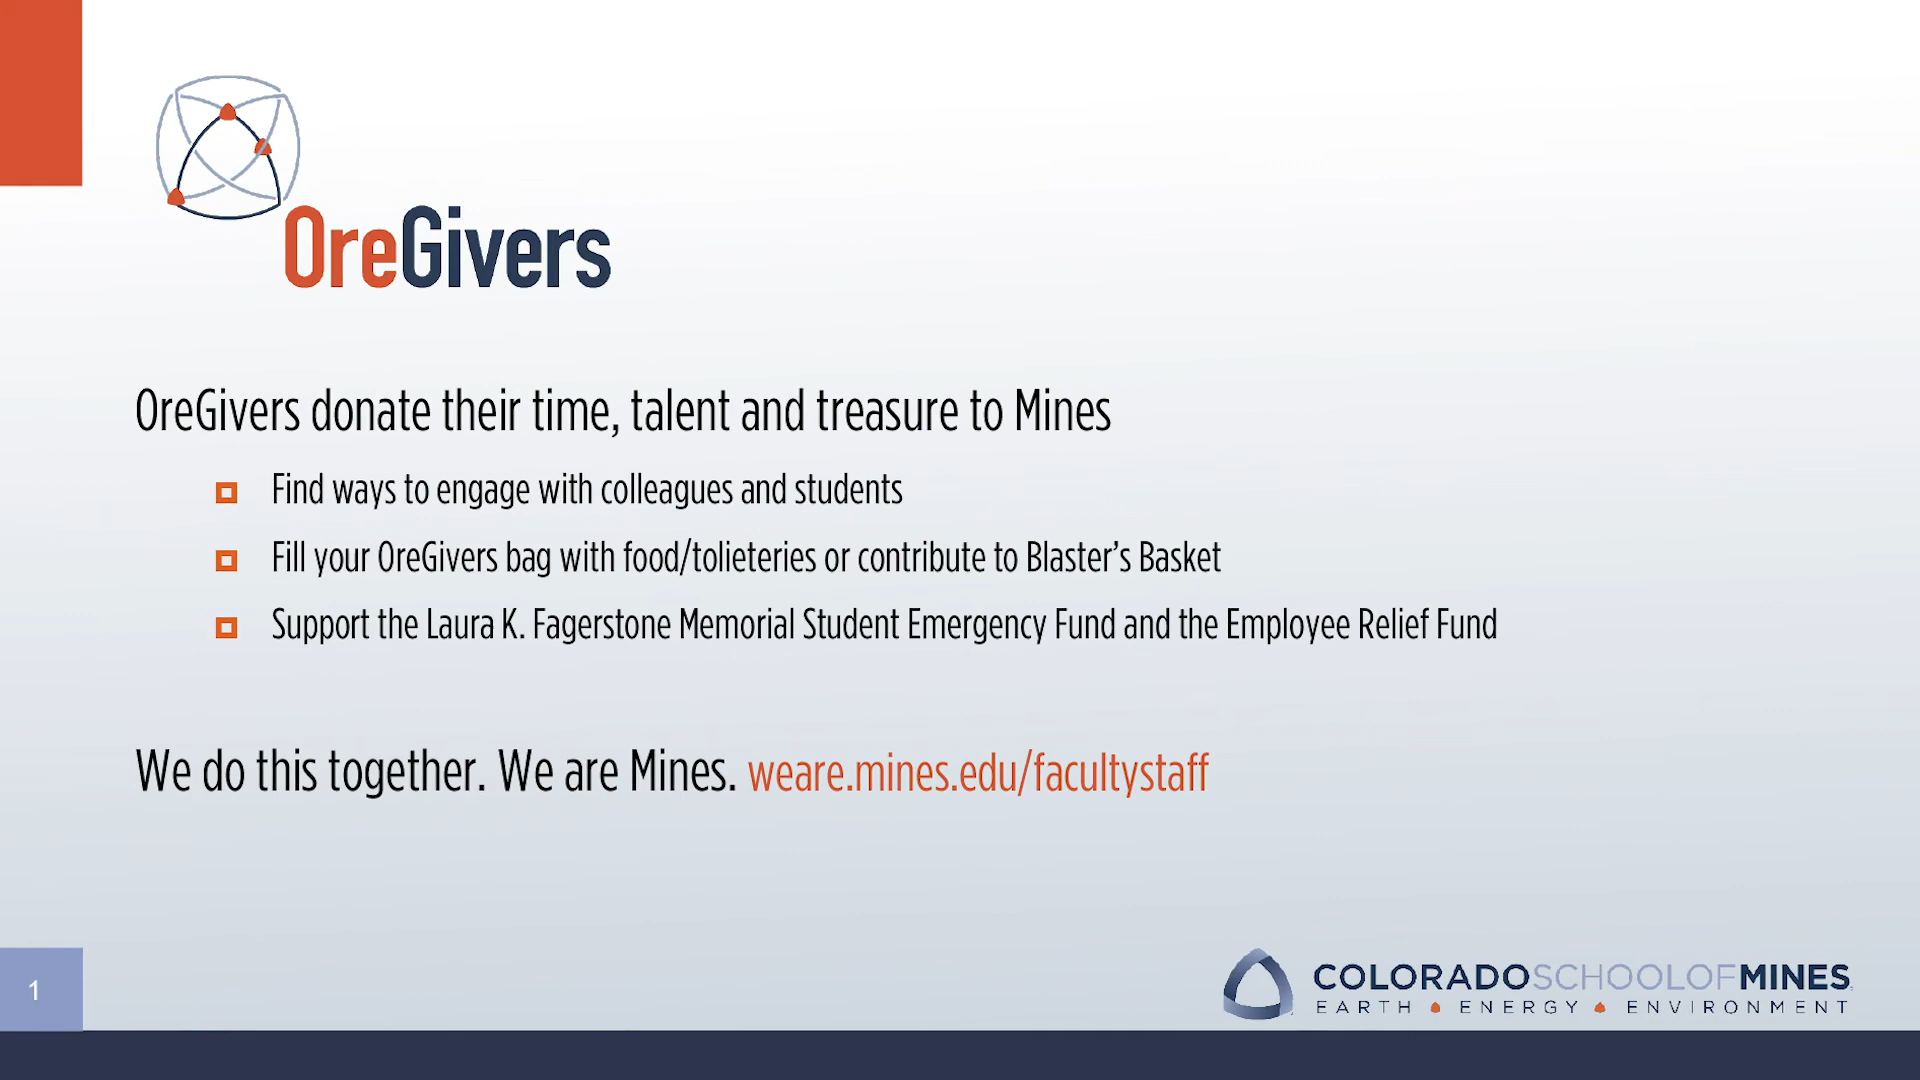 OreGivers
OreGivers donate their time, talent and treasure to Mines
Find ways to engage with colleagues and students
Fill your OreGivers bag with food/tolieteries or contribute to Blaster's Basket
Support the Laura K. Fagerstone Memorial Student Emergency Fund and the Employee Relief Fund
We do this together. We are Mines. weare.mines.edu/facultystaff
1
COLORADOSCHOOLOFMINES
EARTH ENERGY ENVIRONMENT